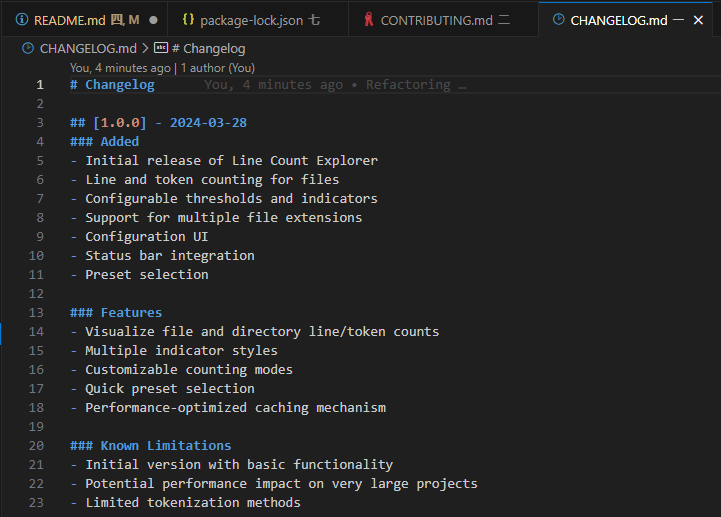 README.md 四, M
{} package-lock.json 七
CONTRIBUTING.md 二
CHANGELOG.md 一
CHANGELOG.md > abc # Changelog
You, 4 minutes ago | 1 author (You)
1 # Changelog You, 4 minutes ago • Refactoring …
2
3 ## [1.0.0] - 2024-03-28
4 ### Added
5 - Initial release of Line Count Explorer
6 - Line and token counting for files
7 - Configurable thresholds and indicators
8 - Support for multiple file extensions
9 - Configuration UI
10 - Status bar integration
11 - Preset selection
12
13 ### Features
14 - Visualize file and directory line/token counts
15 - Multiple indicator styles
16 - Customizable counting modes
17 - Quick preset selection
18 - Performance-optimized caching mechanism
19
20 ### Known Limitations
21 - Initial version with basic functionality
22 - Potential performance impact on very large projects
23 - Limited tokenization methods